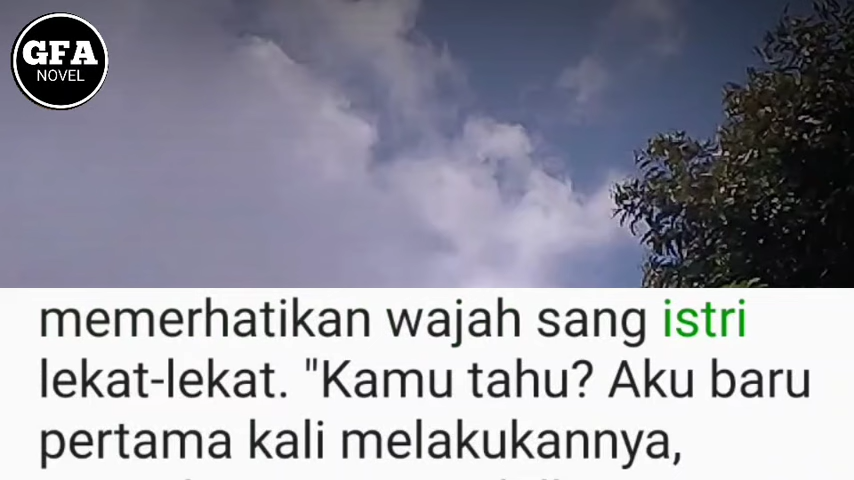 GFA
NOVEL
memerhatikan wajah sang istri
lekat-lekat. "Kamu tahu? Aku baru
pertama kali melakukannya,